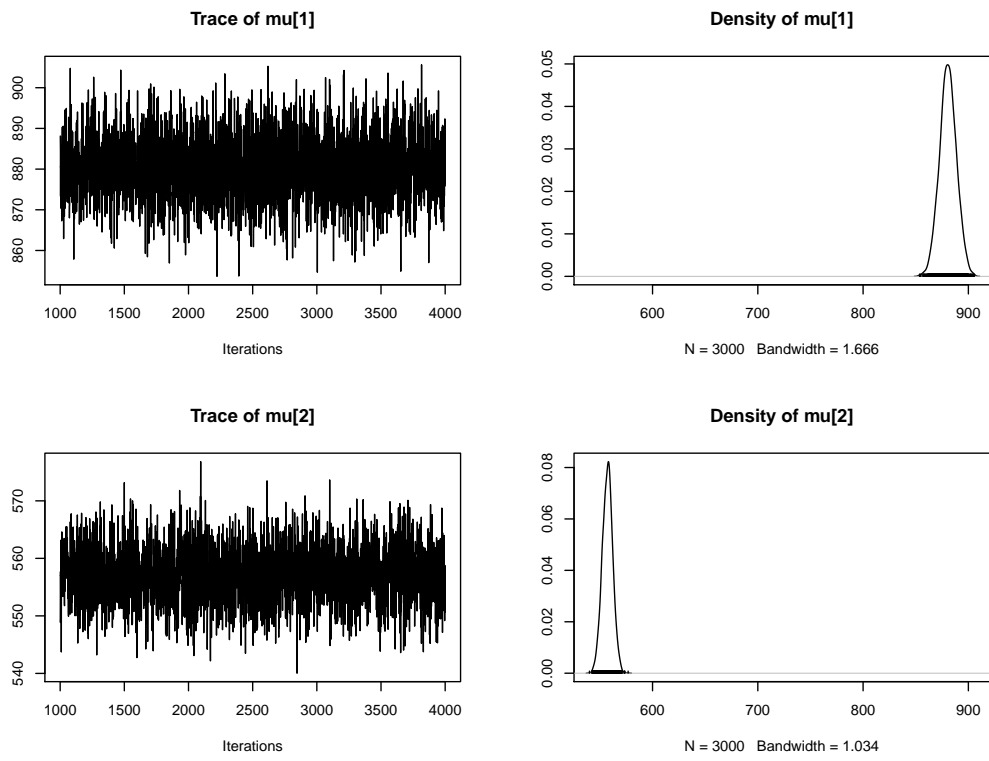 Trace of mu[1]
900
890
880
870
860
1000 1500 2000 2500 3000 3500 4000
Iterations
Density of mu[1]
0.05
0.04
0.03
0.02
0.01
0.00
600 700 800 900
N = 3000 Bandwidth = 1.666
Trace of mu[2]
570
560
550
540
1000 1500 2000 2500 3000 3500 4000
Iterations
Density of mu[2]
0.08
0.06
0.04
0.02
0.00
600 700 800 900
N = 3000 Bandwidth = 1.034